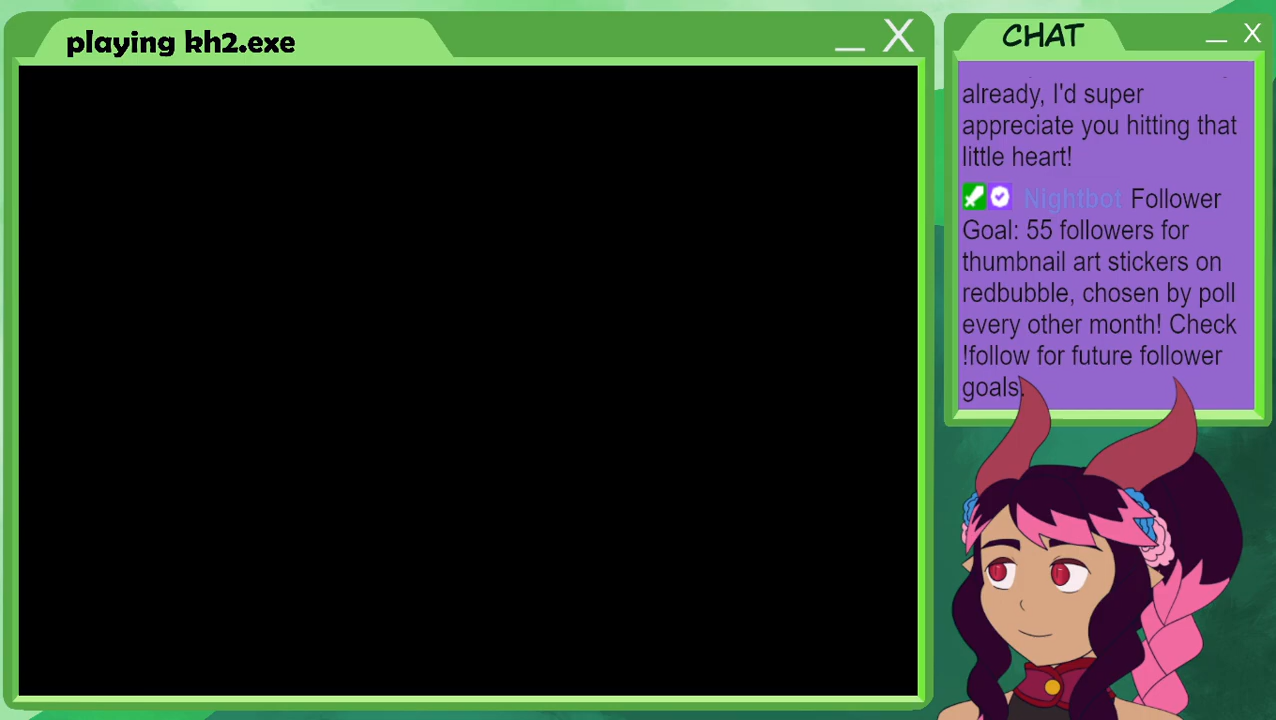 playing kh2.exe
_ X
CHAT
_ X
already, I'd super
appreciate you hitting that
little heart!
Nightbot Follower
Goal: 55 followers for
thumbnail art stickers on
redbubble, chosen by poll
every other month! Check
!follow for future follower
goals.